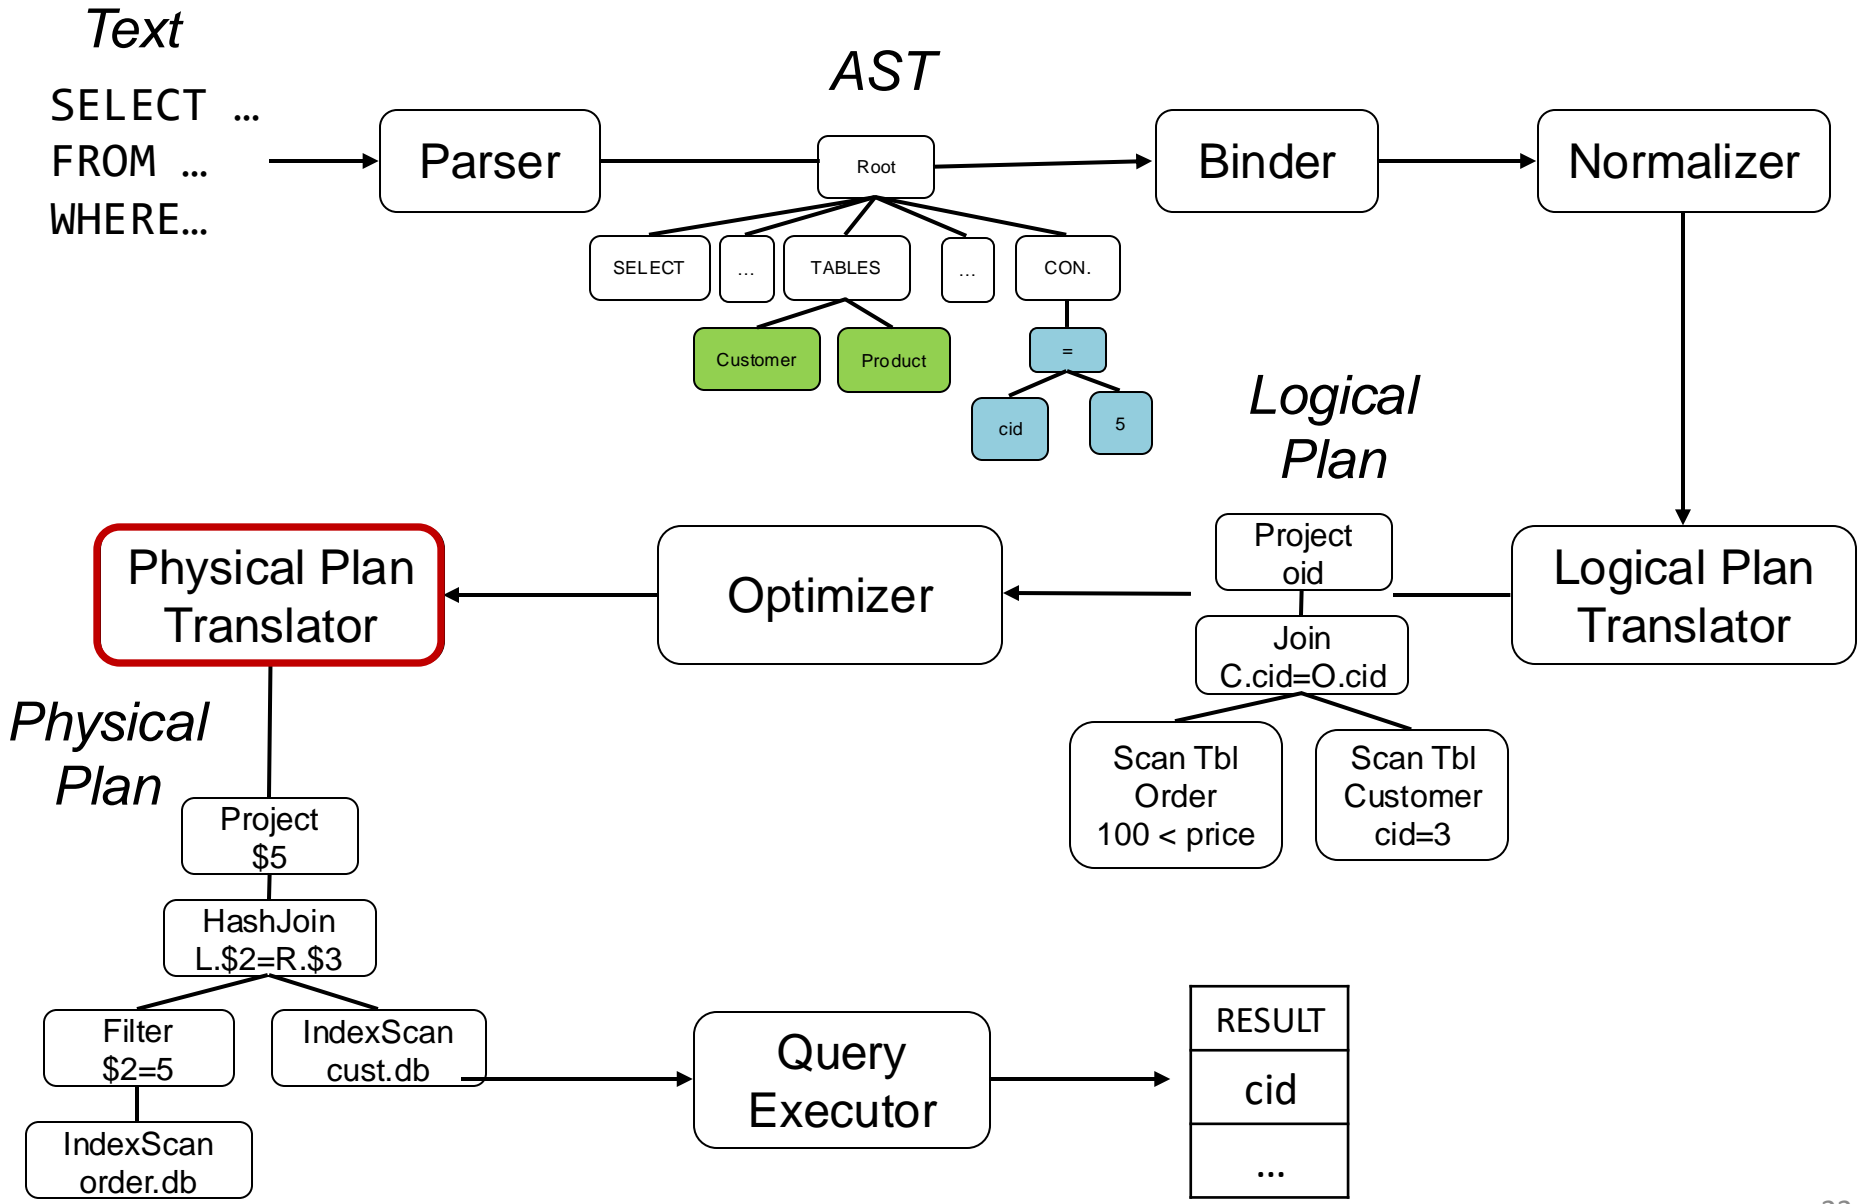 Text
SELECT …
FROM …
WHERE…
Parser
AST
Root
SELECT
…
TABLES
…
CON.
Customer
Product
=
cid
5
Binder
Normalizer
Logical
Plan
Logical Plan
Translator
Project
oid
Join
C.cid=O.cid
Scan Tbl
Order
100 < price
Scan Tbl
Customer
cid=3
Optimizer
Physical Plan
Translator
Physical
Plan
Project
$5
HashJoin
L.$2=R.$3
Filter
$2=5
IndexScan
order.db
IndexScan
cust.db
Query
Executor
RESULT
cid
…